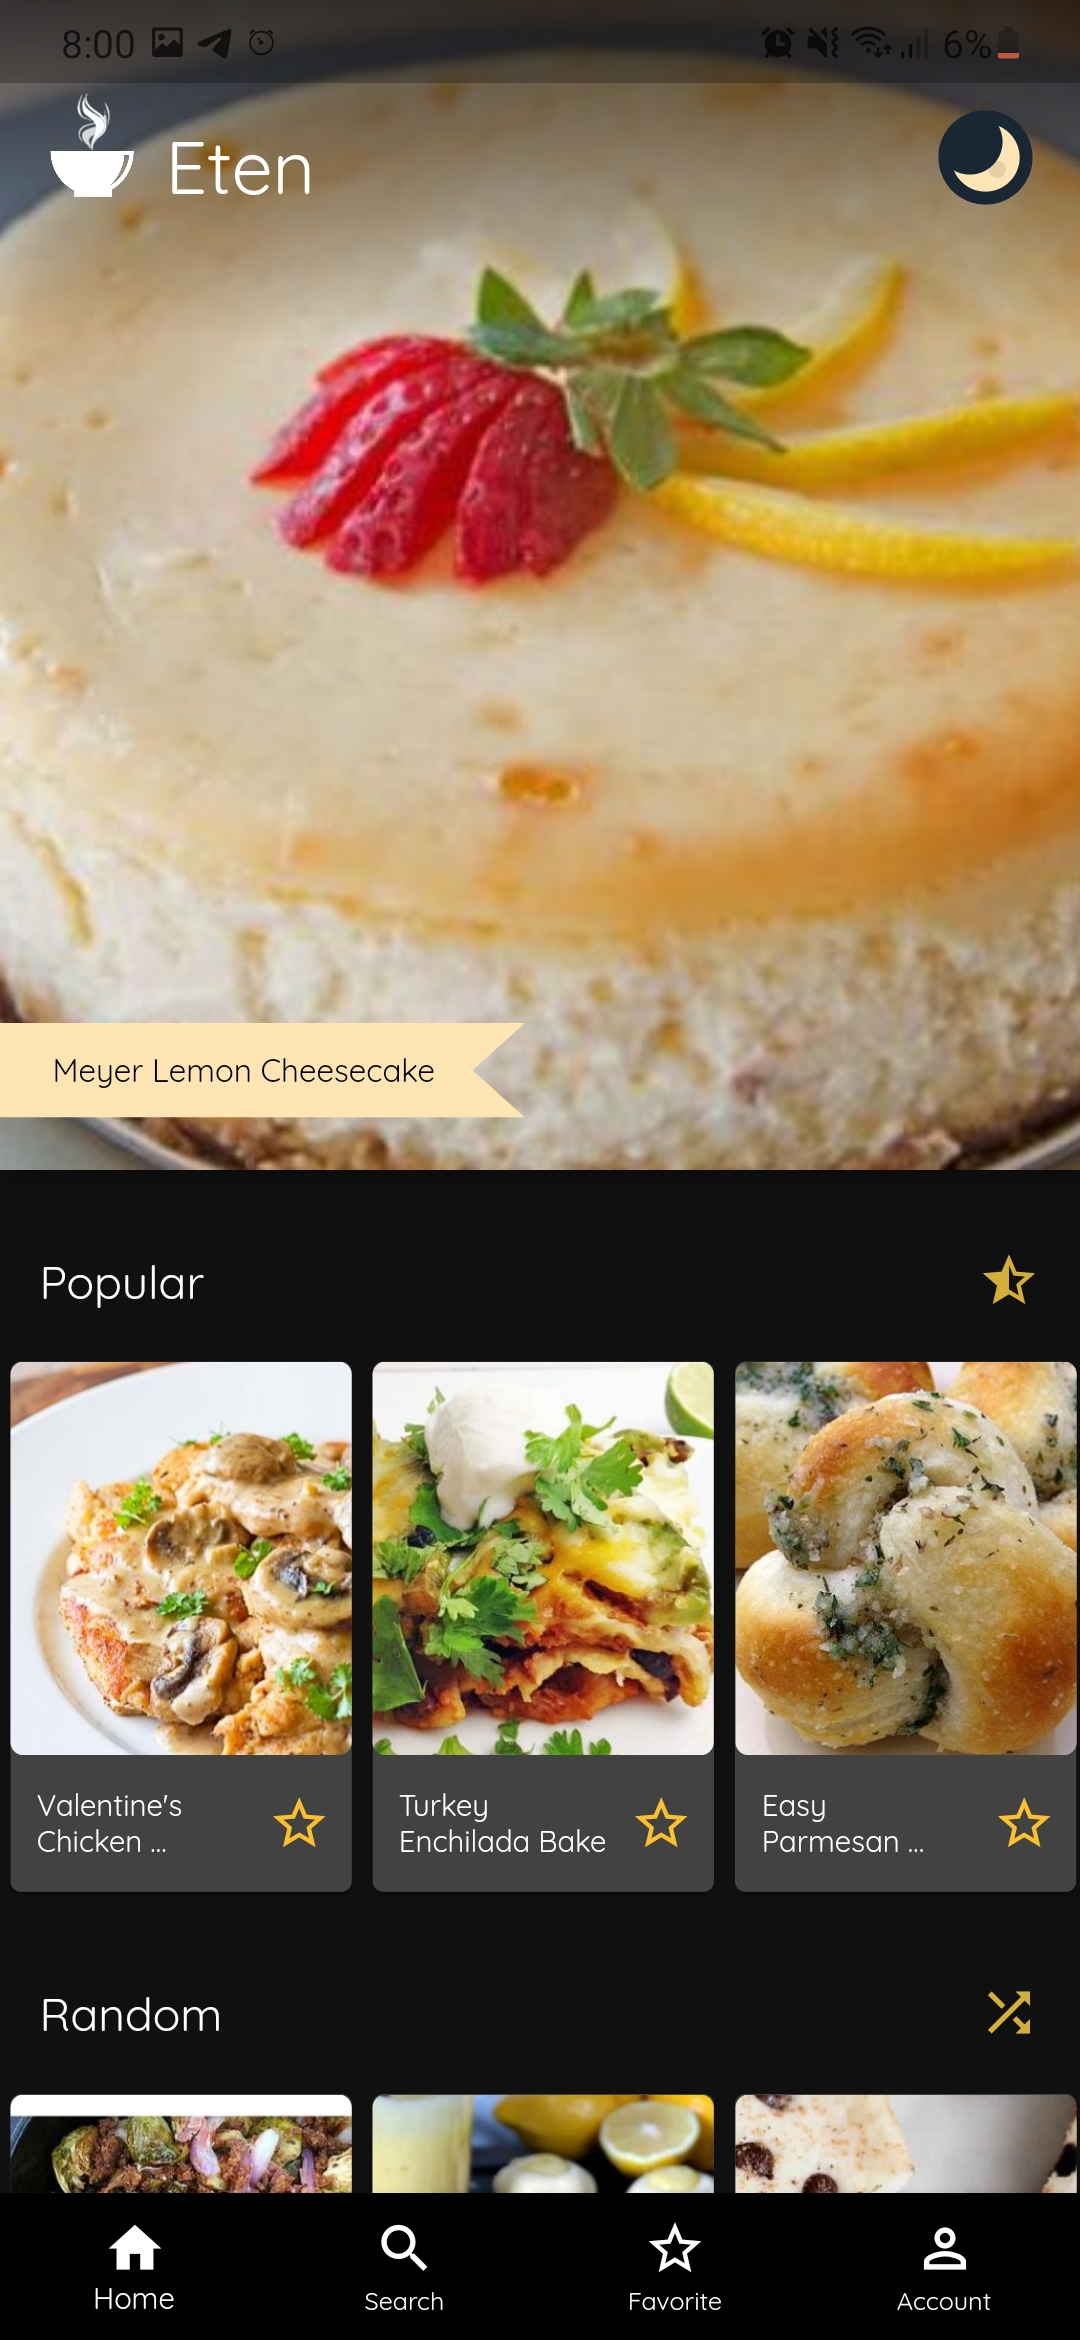 8:00
6%
Eten
Meyer Lemon Cheesecake
Popular
Valentine's
Chicken ...
Turkey
Enchilada Bake
Easy
Parmesan ...
Random
Home
Search
Favorite
Account